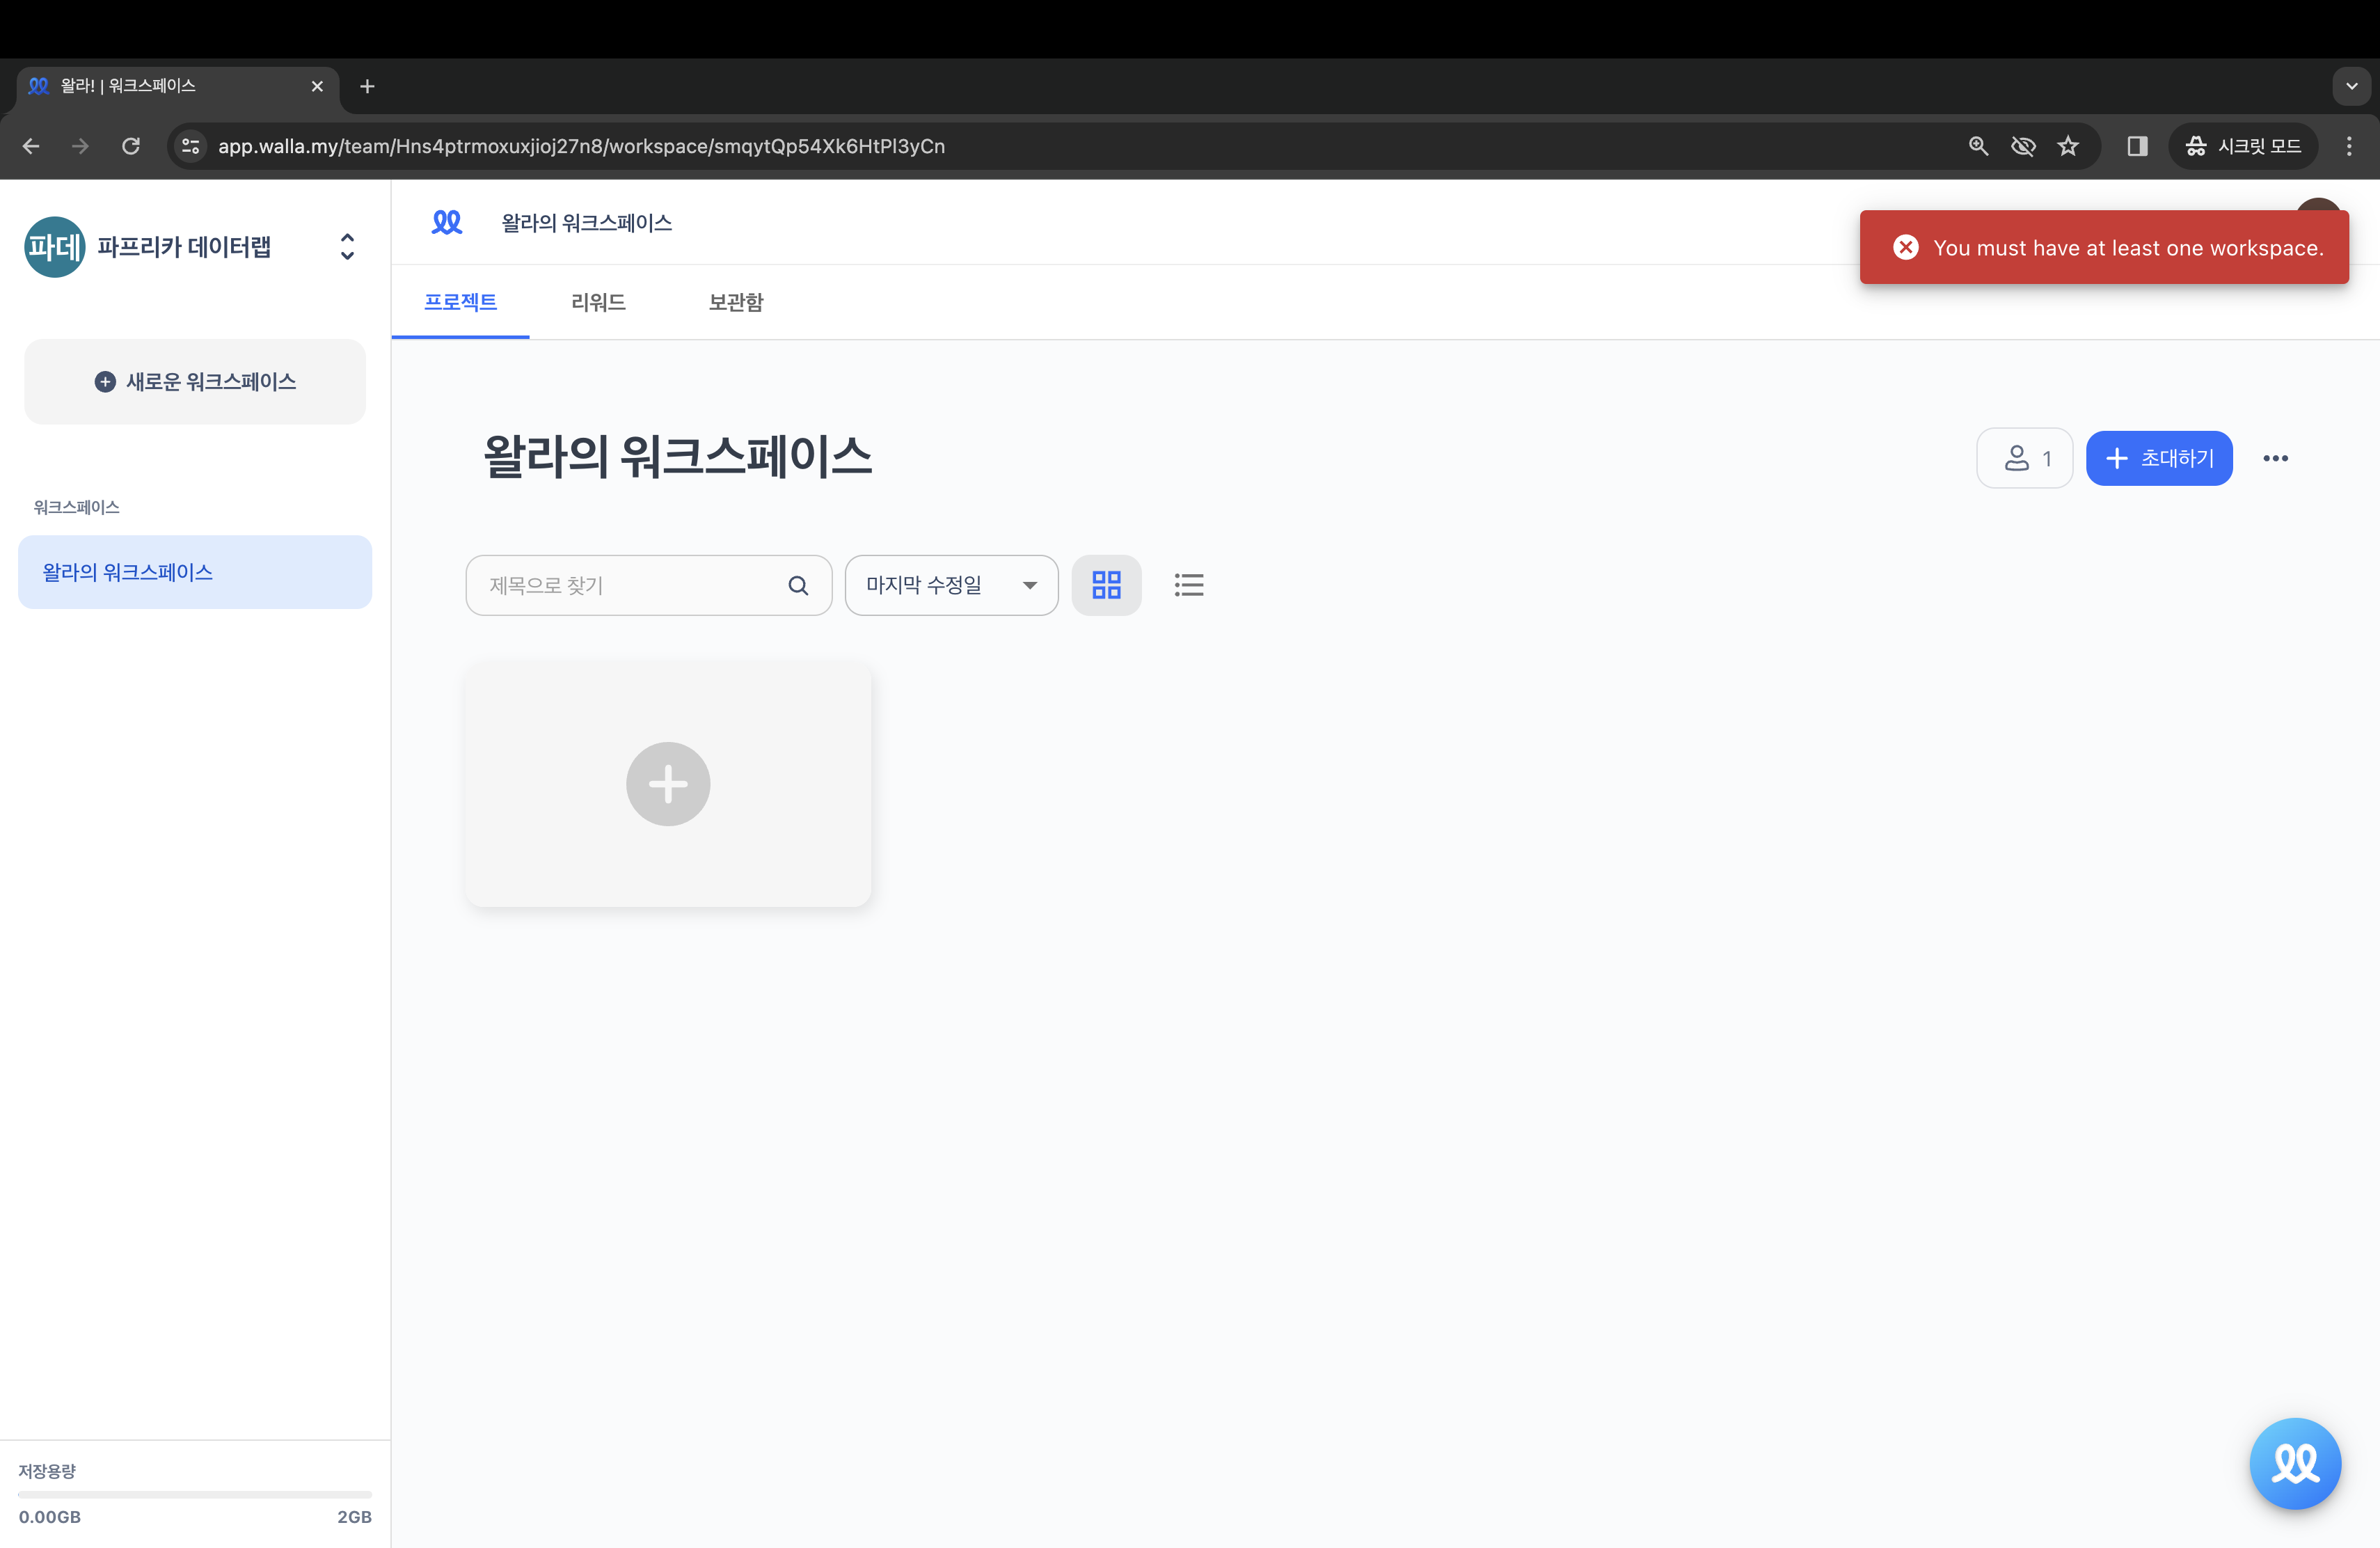 왈라! | 워크스페이스
app.walla.my/team/Hns4ptrmoxuxjioj27n8/workspace/smqytQp54Xk6HtPl3yCn
시크릿 모드
파데 파프리카 데이터랩
왈라의 워크스페이스
You must have at least one workspace.
프로젝트 리워드 보관함
새로운 워크스페이스
왈라의 워크스페이스
1 초대하기
워크스페이스
왈라의 워크스페이스
제목으로 찾기 마지막 수정일
저장용량
0.00GB 2GB